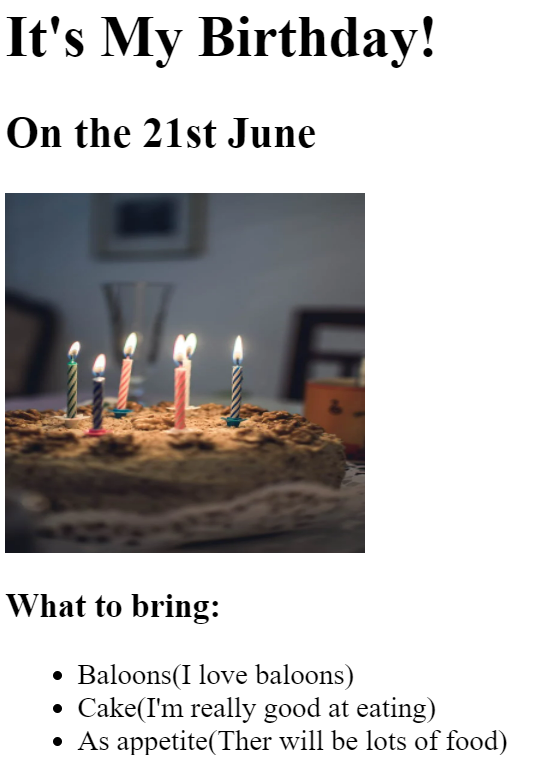 It's My Birthday!
On the 21st June
What to bring:
Baloons(I love baloons)
Cake(I'm really good at eating)
As appetite(Ther will be lots of food)